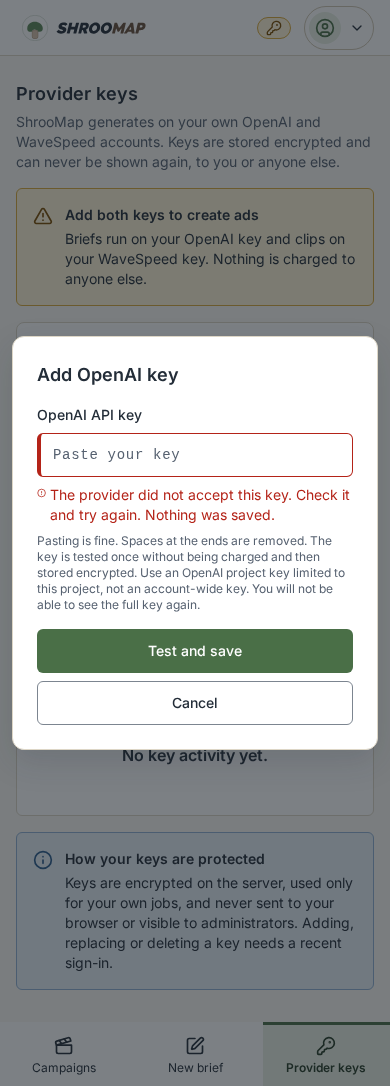 SHROOMAP
Provider keys
ShrooMap generates on your own OpenAI and
WaveSpeed accounts. Keys are stored encrypted and
can never be shown again, to you or anyone else.
Add both keys to create ads
Briefs run on your OpenAI key and clips on
your WaveSpeed key. Nothing is charged to
anyone else.
Add OpenAI key
OpenAI API key
Paste your key
The provider did not accept this key. Check it
and try again. Nothing was saved.
Pasting is fine. Spaces at the ends are removed. The
key is tested once without being charged and then
stored encrypted. Use an OpenAI project key limited to
this project, not an account-wide key. You will not be
able to see the full key again.
Test and save
Cancel
No key activity yet.
How your keys are protected
Keys are encrypted on the server, used only
for your own jobs, and never sent to your
browser or visible to administrators. Adding,
replacing or deleting a key needs a recent
sign-in.
Campaigns
New brief
Provider keys